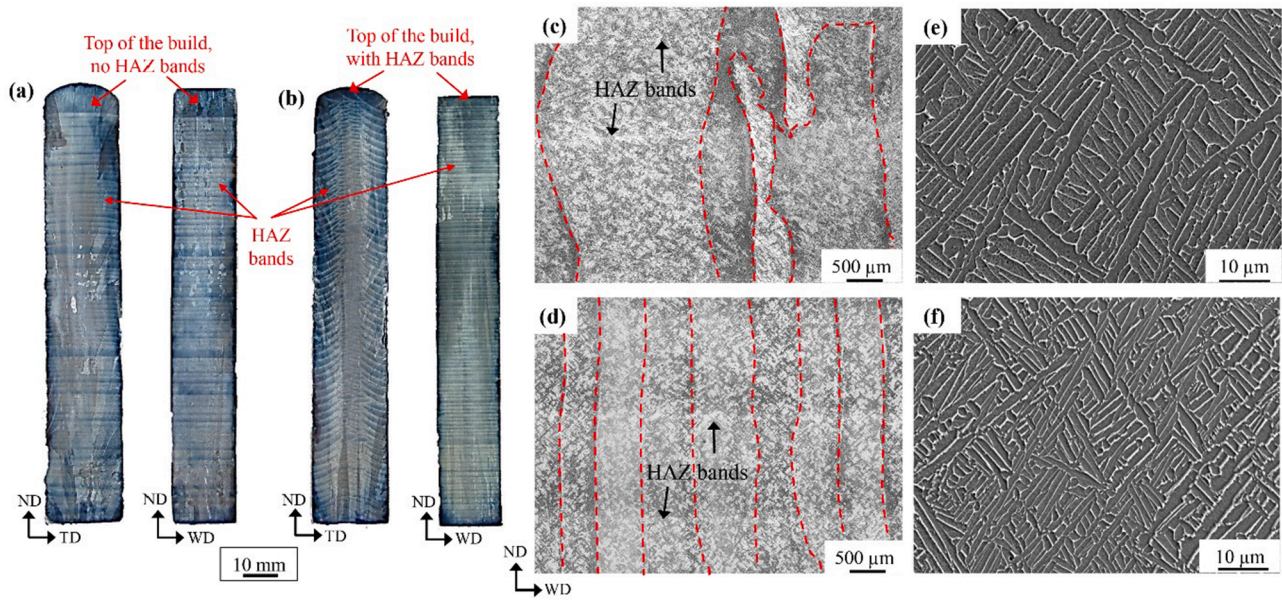 Top of the build,
no HAZ bands
(a)
Top of the build,
with HAZ bands
(b)
HAZ
bands
ND
TD
ND
WD
ND
TD
ND
WD
10 mm
(c)
HAZ bands
500 μm
(d)
HAZ bands
500 μm
ND
WD
(e)
10 μm
(f)
10 μm